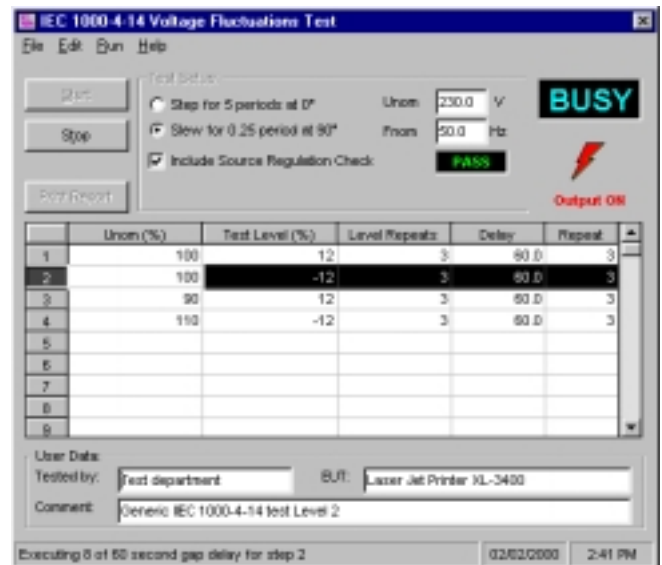 IEC 1000-4-14 Voltage Fluctuations Test
File Edit Run Help
Test Setup
Start
Stop
Print Report
Step for 5 periods at 0°
Slew for 0.25 period at 90°
Include Source Regulation Check
Unom 230.0 V
Fnom 50.0 Hz
PASS
BUSY
Output ON
Unom (%) Test Level (%) Level Repeats Delay Repeat
1 100 12 3 60.0 3
2 100 -12 3 60.0 3
3 90 12 3 60.0 3
4 110 -12 3 60.0 3
5
6
7
8
9
User Data:
Tested by: Test department EUT: Laser Jet Printer XL-3400
Comment: Generic IEC 1000-4-14 test Level 2
Executing 8 of 60 second gap delay for step 2 02/02/2000 2:41 PM